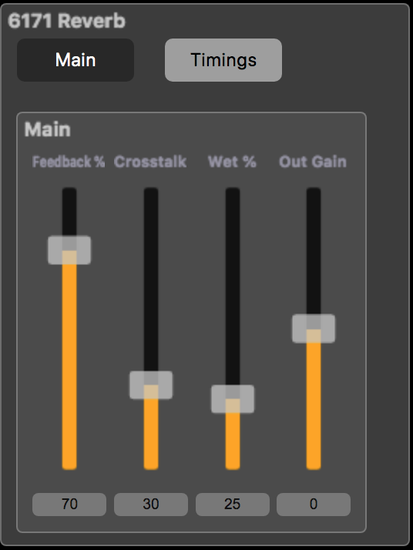 6171 Reverb
Main Timings
Main
Feedback % Crosstalk Wet % Out Gain
70 30 25 0